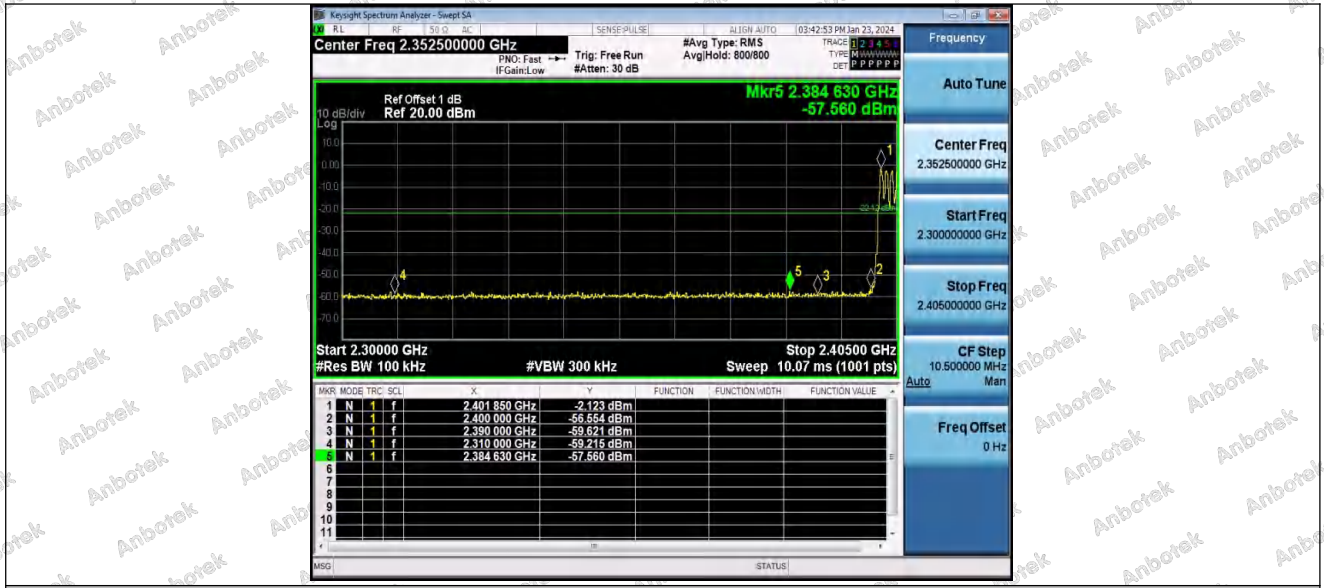 Keysight Spectrum Analyzer - Swept SA
RL RF 50 Ω AC SENSE:PULSE ALIGN AUTO 03:42:53 PM Jan 23, 2024
Center Freq 2.352500000 GHz
PNO: Fast
IFGain:Low
Trig: Free Run
#Atten: 30 dB
#Avg Type: RMS
Avg|Hold: 800/800
TRACE 1 2 3 4 5 6
TYPE M W W W W W
DET P P P P P P
Frequency
Mkr5 2.384 630 GHz
-57.560 dBm
Ref Offset 1 dB
10 dB/div Ref 20.00 dBm
Log
10.0
0.00
-10.0
-20.0
-30.0
-40.0
-50.0
-60.0
-70.0
1
-22.12 dBm
4
5
3
2
Start 2.30000 GHz Stop 2.40500 GHz
#Res BW 100 kHz #VBW 300 kHz Sweep 10.07 ms (1001 pts)
MKR MODE TRC SCL X Y FUNCTION FUNCTION WIDTH FUNCTION VALUE
1 N 1 f 2.401 850 GHz -2.123 dBm
2 N 1 f 2.400 000 GHz -56.554 dBm
3 N 1 f 2.390 000 GHz -59.621 dBm
4 N 1 f 2.310 000 GHz -59.215 dBm
5 N 1 f 2.384 630 GHz -57.560 dBm
6
7
8
9
10
11
MSG STATUS
Auto Tune
Center Freq
2.352500000 GHz
Start Freq
2.300000000 GHz
Stop Freq
2.405000000 GHz
CF Step
10.500000 MHz
Auto Man
Freq Offset
0 Hz
Anbotek